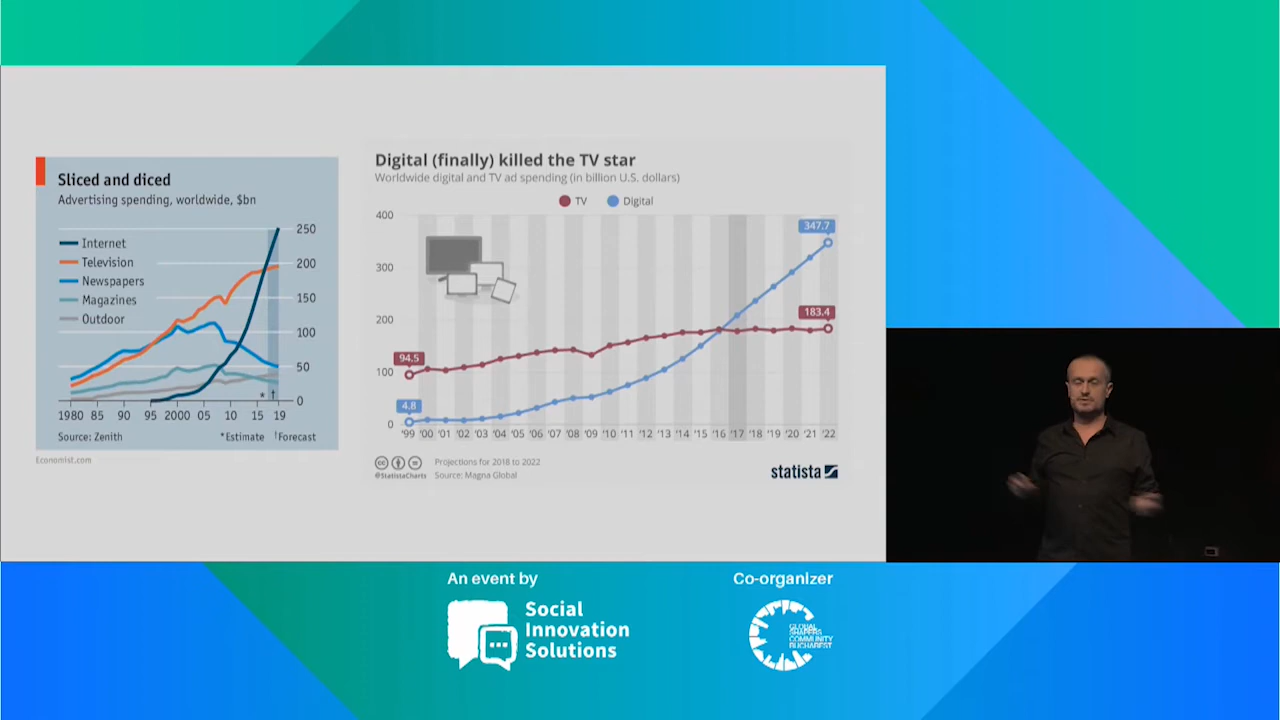 Sliced and diced
Advertising spending, worldwide, $bn
Internet
Television
Newspapers
Magazines
Outdoor
250
200
150
100
50
0
* †
1980 85 90 95 2000 05 10 15 19
Source: Zenith *Estimate †Forecast
Economist.com
Digital (finally) killed the TV star
Worldwide digital and TV ad spending (in billion U.S. dollars)
TV Digital
400
300
200
100
0
347.7
183.4
94.5
4.8
'99 '00 '01 '02 '03 '04 '05 '06 '07 '08 '09 '10 '11 '12 '13 '14 '15 '16 '17 '18 '19 '20 '21 '22
@StatistaCharts
Projections for 2018 to 2022
Source: Magna Global
statista
An event by
Social
Innovation
Solutions
Co-organizer
GLOBAL
SHAPERS
COMMUNITY
BUCHAREST